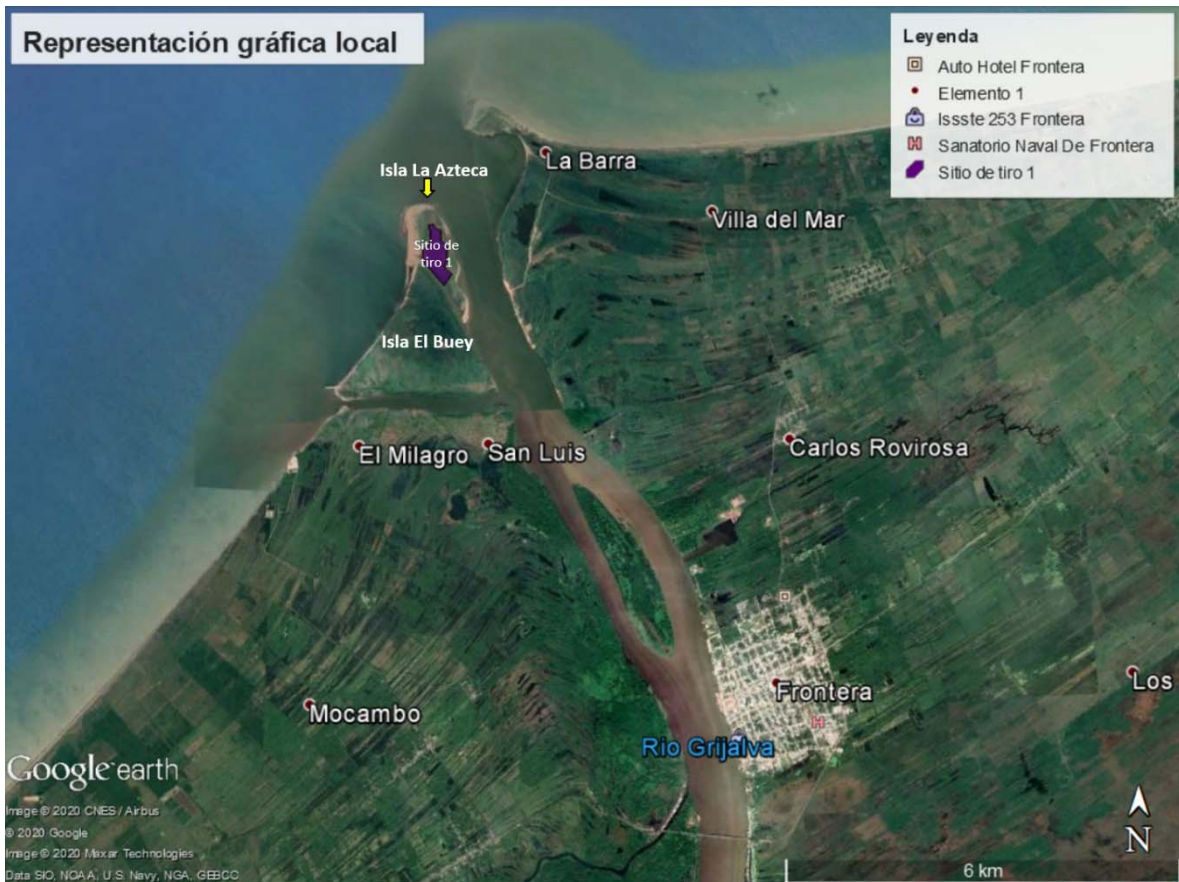 Representación gráfica local
Leyenda
Auto Hotel Frontera
Elemento 1
Issste 253 Frontera
Sanatorio Naval De Frontera
Sitio de tiro 1
La Barra
Isla La Azteca
Villa del Mar
Sitio de
tiro 1
Isla El Buey
El Milagro
San Luis
Carlos Rovirosa
Frontera
Los
Mocambo
Rio Grijalva
Google earth
Image © 2020 CNES / Airbus
© 2020 Google
Image © 2020 Maxar Technologies
Data SIO, NOAA, U.S. Navy, NGA, GEBCO
N
6 km